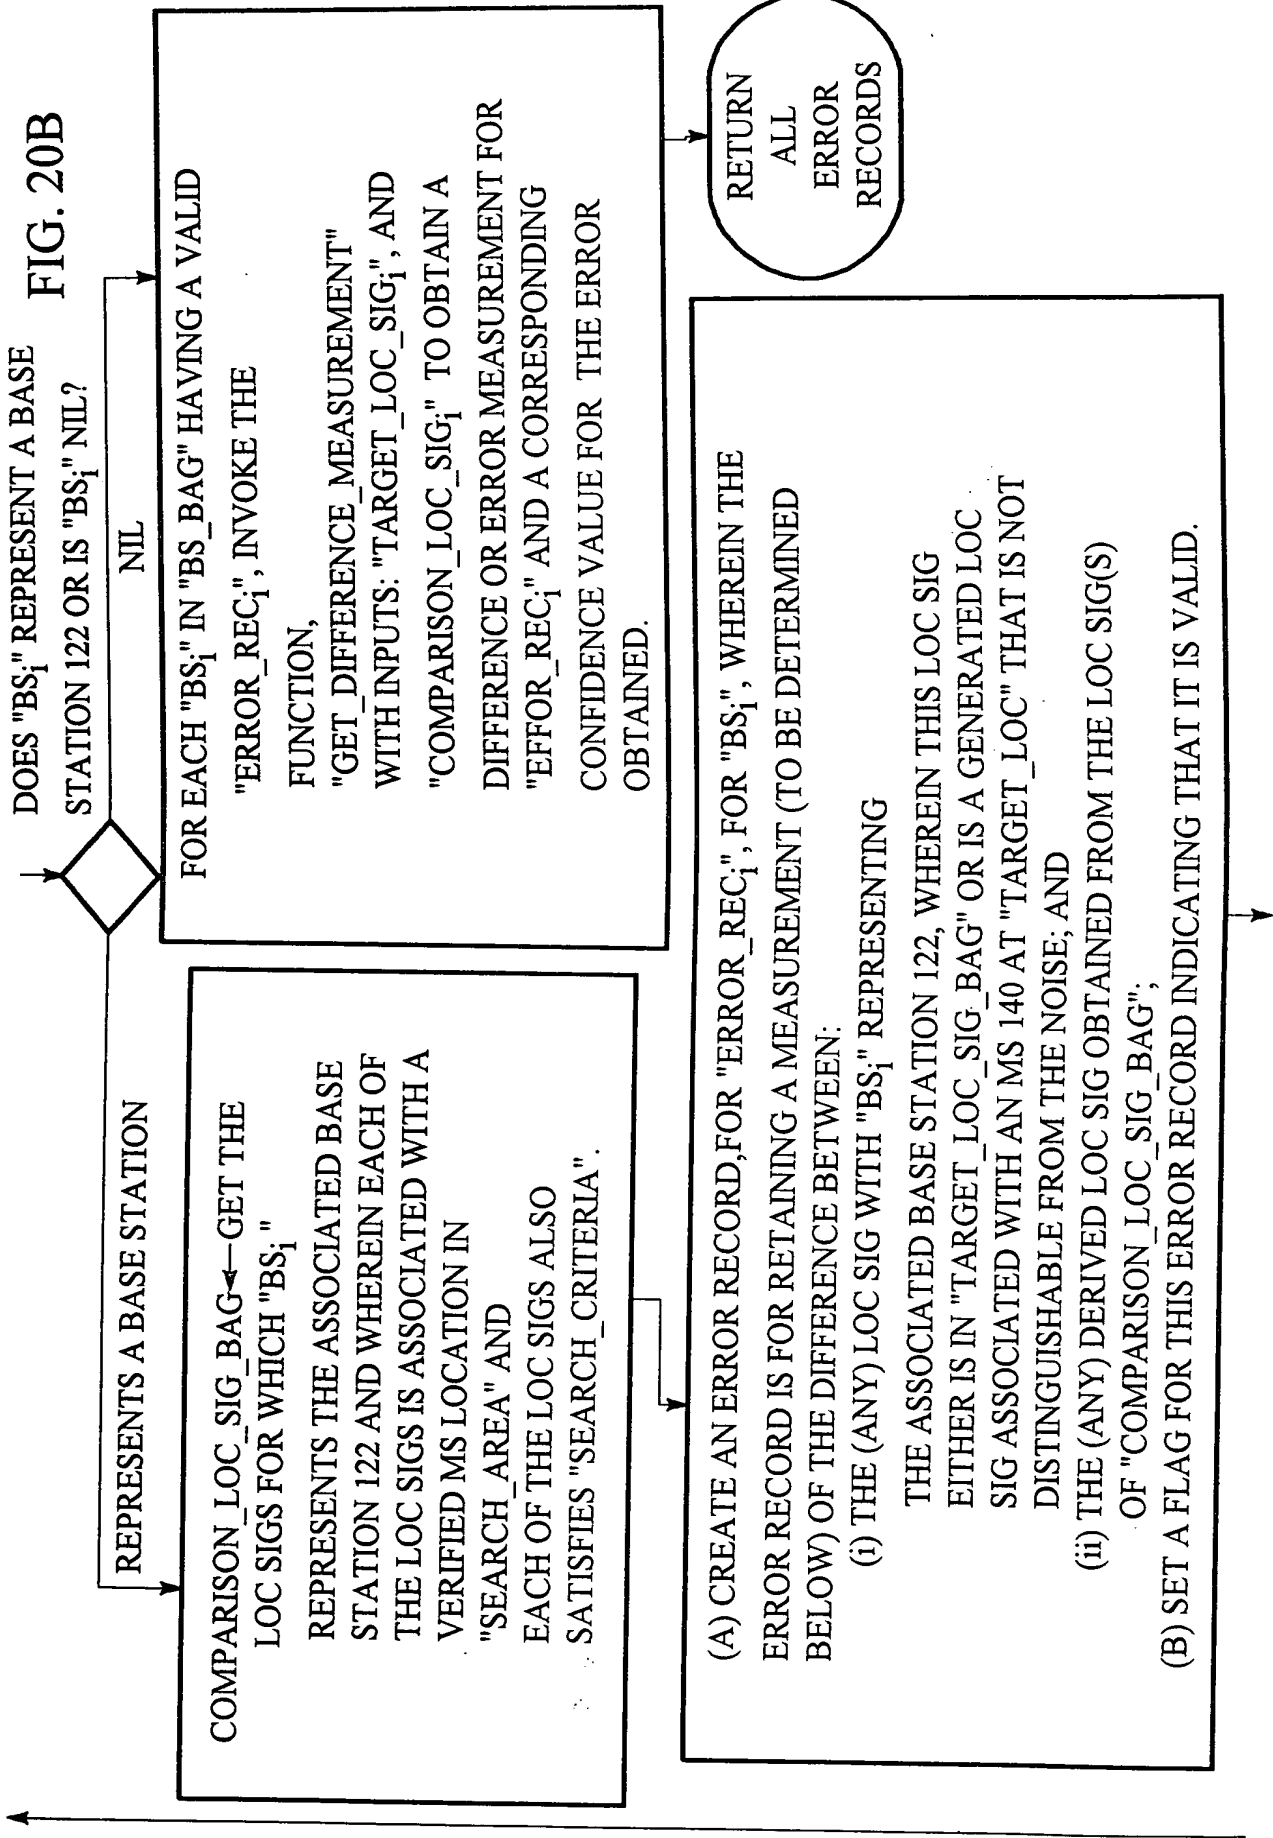 FIG. 20B
DOES "BSi" REPRESENT A BASE
STATION 122 OR IS "BSi" NIL?
REPRESENTS A BASE STATION
NIL
COMPARISON_LOC_SIG_BAG←GET THE
LOC SIGS FOR WHICH "BSi"
REPRESENTS THE ASSOCIATED BASE
STATION 122 AND WHEREIN EACH OF
THE LOC SIGS IS ASSOCIATED WITH A
VERIFIED MS LOCATION IN
"SEARCH_AREA" AND
EACH OF THE LOC SIGS ALSO
SATISFIES "SEARCH_CRITERIA".
FOR EACH "BSi" IN "BS_BAG" HAVING A VALID
"ERROR_RECi", INVOKE THE
FUNCTION,
"GET_DIFFERENCE_MEASUREMENT"
WITH INPUTS: "TARGET_LOC_SIGi", AND
"COMPARISON_LOC_SIGi" TO OBTAIN A
DIFFERENCE OR ERROR MEASUREMENT FOR
"EFFOR_RECi" AND A CORRESPONDING
CONFIDENCE VALUE FOR THE ERROR
OBTAINED.
(A) CREATE AN ERROR RECORD,FOR "ERROR_RECi", FOR "BSi", WHEREIN THE
ERROR RECORD IS FOR RETAINING A MEASUREMENT (TO BE DETERMINED
BELOW) OF THE DIFFERENCE BETWEEN:
(i) THE (ANY) LOC SIG WITH "BSi" REPRESENTING
THE ASSOCIATED BASE STATION 122, WHEREIN THIS LOC SIG
EITHER IS IN "TARGET_LOC_SIG_BAG" OR IS A GENERATED LOC
SIG ASSOCIATED WITH AN MS 140 AT "TARGET_LOC" THAT IS NOT
DISTINGUISHABLE FROM THE NOISE; AND
(ii) THE (ANY) DERIVED LOC SIG OBTAINED FROM THE LOC SIG(S)
OF "COMPARISON_LOC_SIG_BAG";
(B) SET A FLAG FOR THIS ERROR RECORD INDICATING THAT IT IS VALID.
RETURN
ALL
ERROR
RECORDS